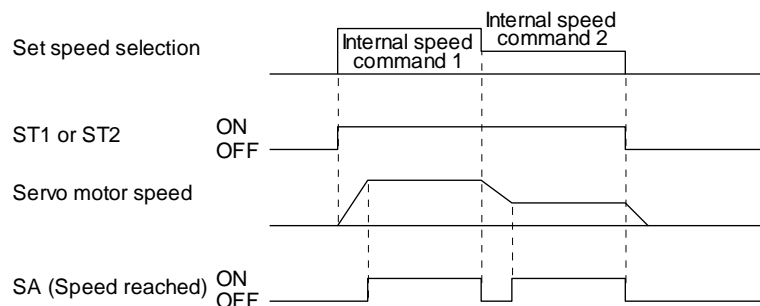 Set speed selection
Internal speed
command 1
Internal speed
command 2
ST1 or ST2
ON
OFF
Servo motor speed
SA (Speed reached)
ON
OFF